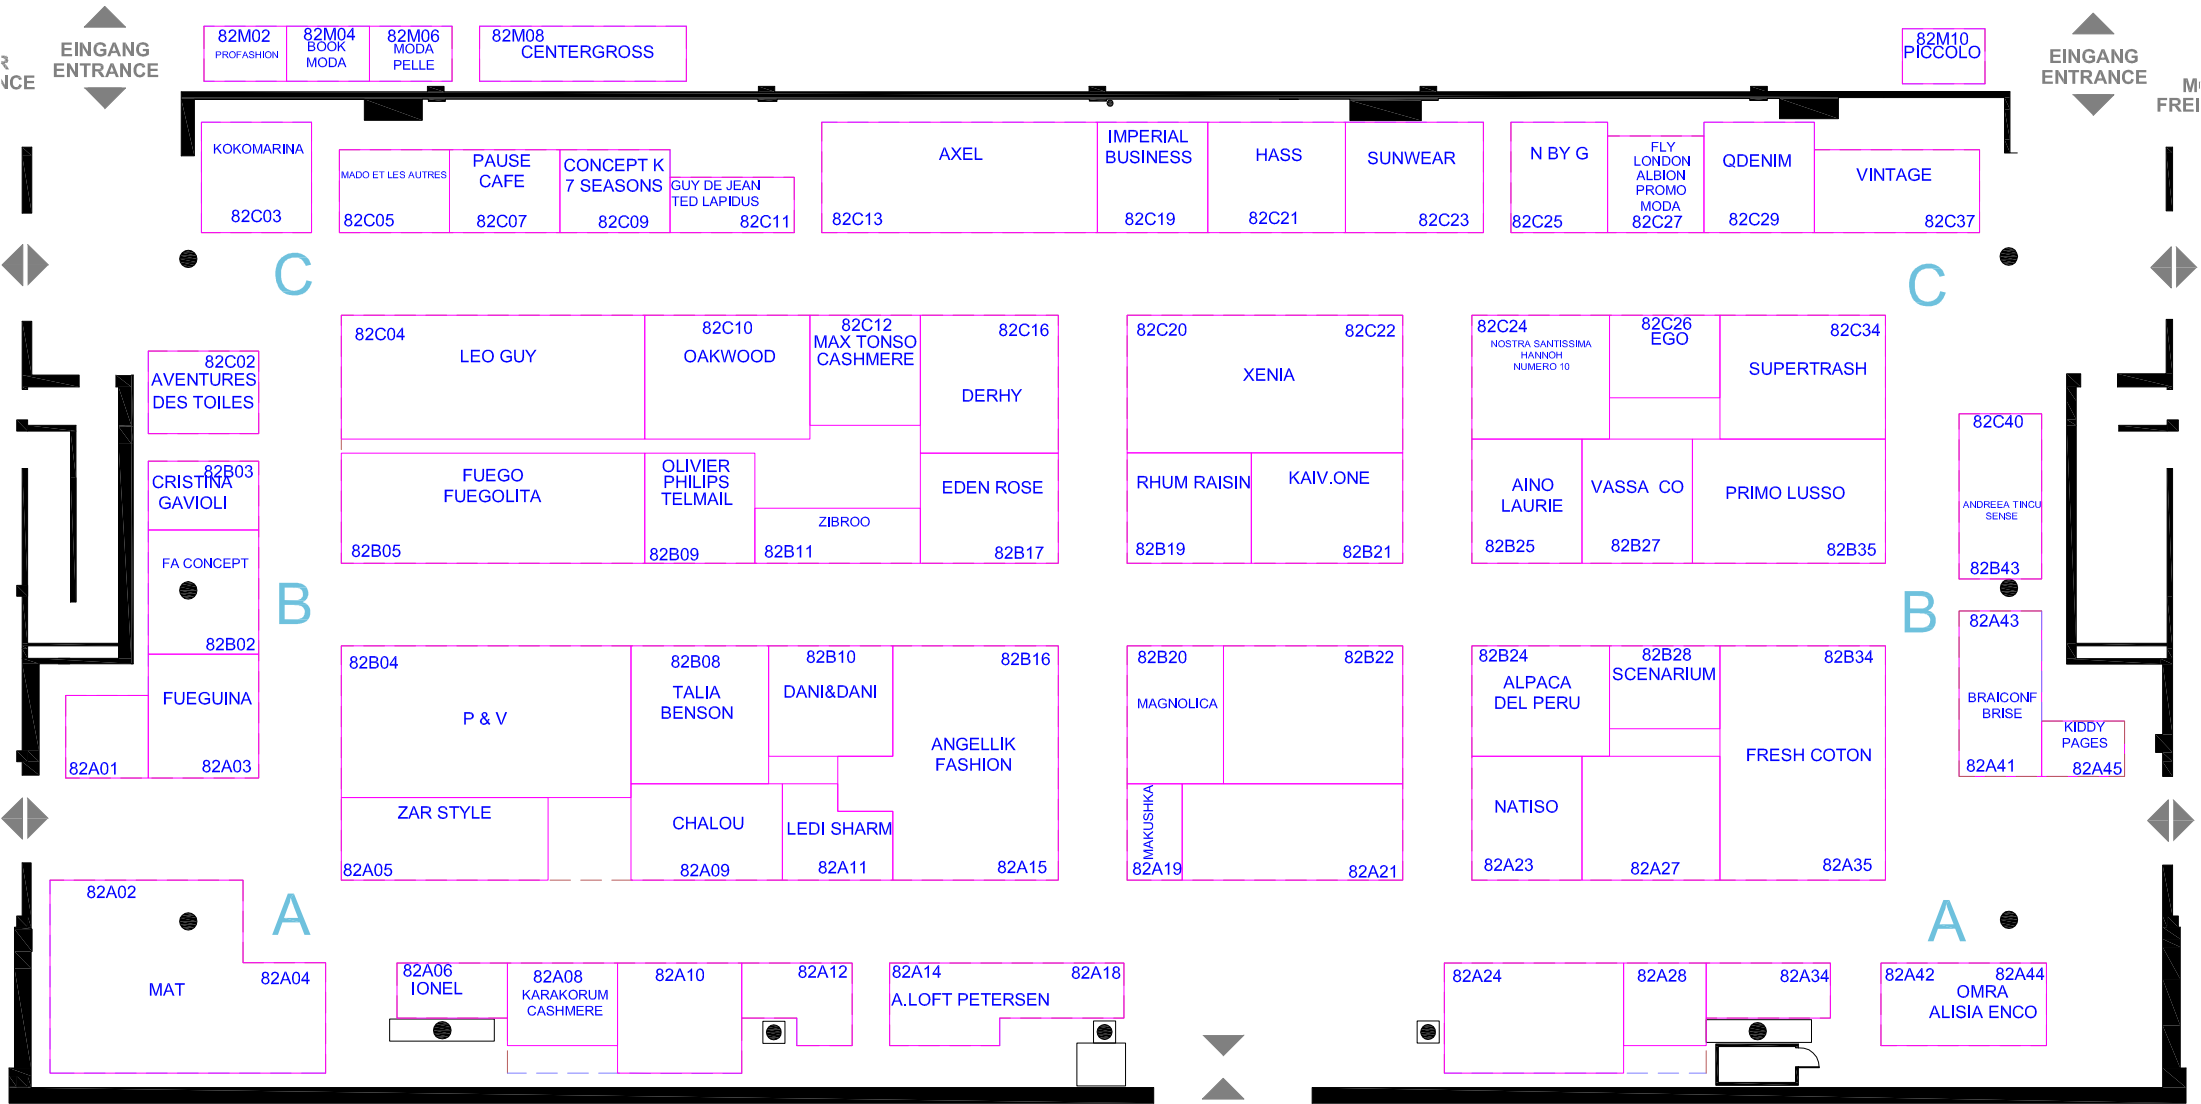 EINGANG
ENTRANCE
82M02
PROFASHION
82M04
BOOK
MODA
82M06
MODA
PELLE
82M08
CENTERGROSS
82M10
PICCOLO
EINGANG
ENTRANCE
KOKOMARINA
82C03
MADO ET LES AUTRES
82C05
PAUSE
CAFE
82C07
CONCEPT K
7 SEASONS
82C09
GUY DE JEAN
TED LAPIDUS
82C11
AXEL
82C13
IMPERIAL
BUSINESS
82C19
HASS
82C21
SUNWEAR
82C23
N BY G
82C25
FLY
LONDON
ALBION
PROMO
MODA
82C27
QDENIM
82C29
VINTAGE
82C37
C
C
82C02
AVENTURES
DES TOILES
82C04
LEO GUY
82C10
OAKWOOD
82C12
MAX TONSO
CASHMERE
82C16
DERHY
82C20
82C22
XENIA
82C24
NOSTRA SANTISSIMA
HANNOH
NUMERO 10
82C26
EGO
82C34
SUPERTRASH
82C40
ANDREEA TINCU
SENSE
82B43
82B03
CRISTINA
GAVIOLI
FUEGO
FUEGOLITA
82B05
OLIVIER
PHILIPS
TELMAIL
82B09
ZIBROO
82B11
EDEN ROSE
82B17
RHUM RAISIN
82B19
KAIV.ONE
82B21
AINO
LAURIE
82B25
VASSA CO
82B27
PRIMO LUSSO
82B35
FA CONCEPT
82B02
B
B
FUEGUINA
82A03
82A01
82B04
P & V
82B08
TALIA
BENSON
82B10
DANI&DANI
82B16
ANGELLIK
FASHION
82A15
82B20
MAGNOLICA
82B22
82B24
ALPACA
DEL PERU
82B28
SCENARIUM
82B34
FRESH COTON
82A35
82A43
BRAICONF
BRISE
82A41
KIDDY
PAGES
82A45
ZAR STYLE
82A05
CHALOU
82A09
LEDI SHARM
82A11
MAKUSHKA
82A19
82A21
NATISO
82A23
82A27
A
A
82A02
82A04
MAT
82A06
IONEL
82A08
KARAKORUM
CASHMERE
82A10
82A12
82A14
82A18
A.LOFT PETERSEN
82A24
82A28
82A34
82A42
82A44
OMRA
ALISIA ENCO